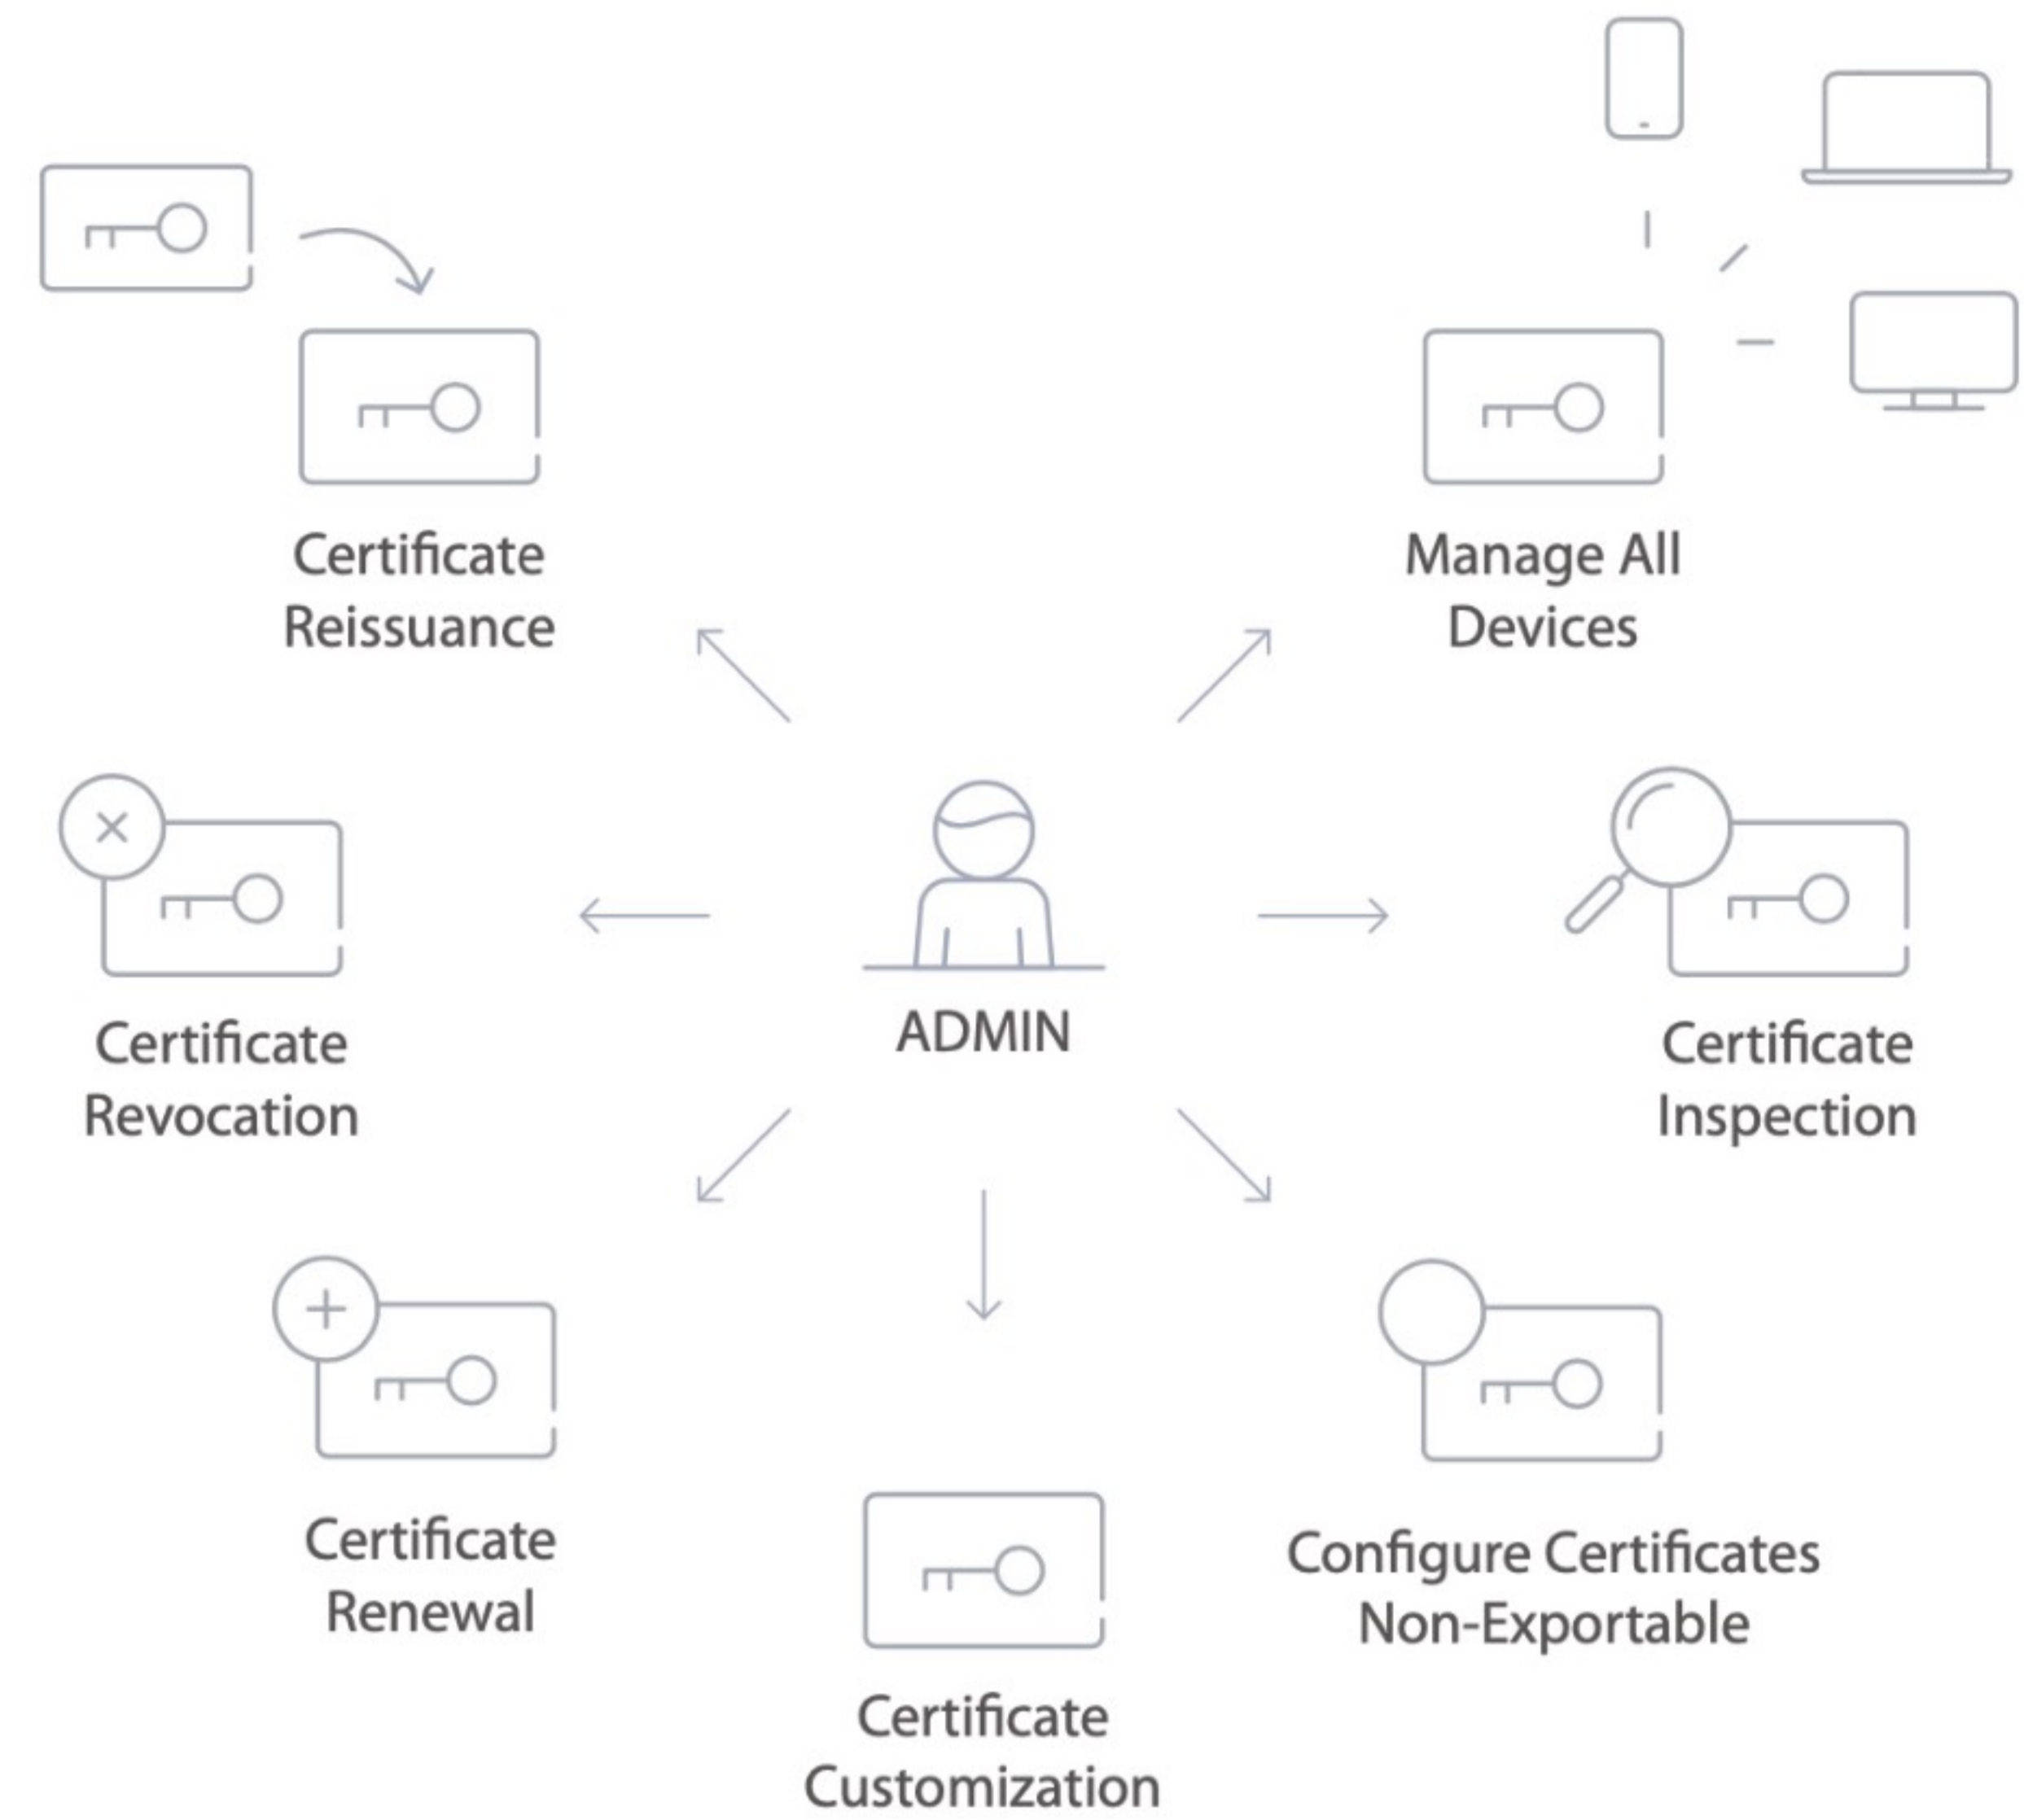 Certificate
Reissuance
Manage All
Devices
Certificate
Revocation
ADMIN
Certificate
Inspection
Certificate
Renewal
Certificate
Customization
Configure Certificates
Non-Exportable